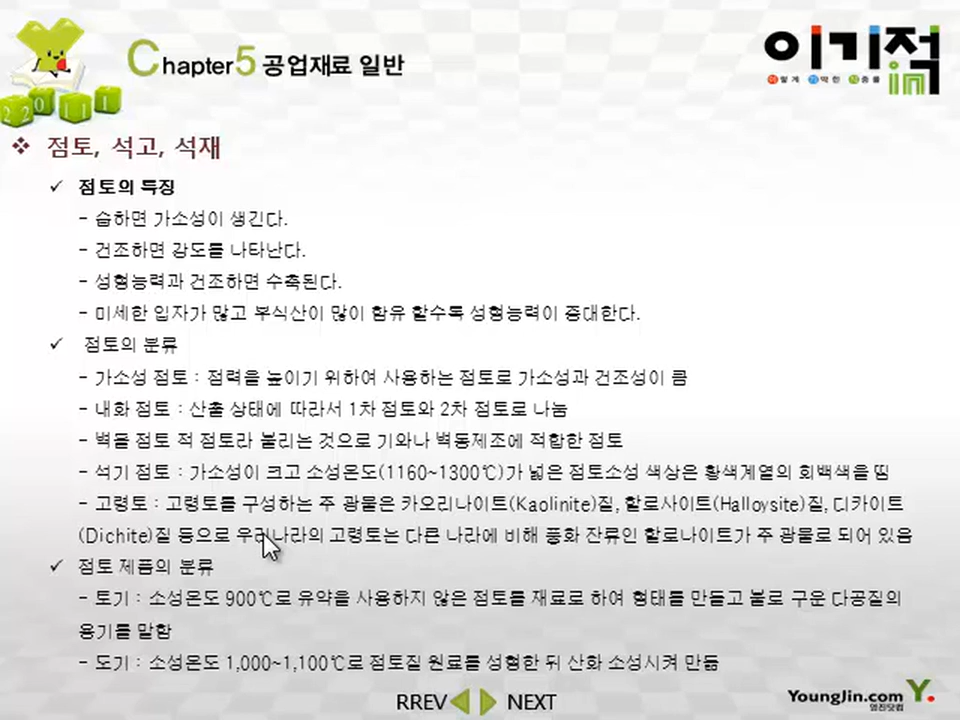 Chapter5 공업재료 일반
이기적in
이렇게 기막힌 적중률
22011
점토, 석고, 석재
점토의 특징
- 습하면 가소성이 생긴다.
- 건조하면 강도를 나타난다.
- 성형능력과 건조하면 수축된다.
- 미세한 입자가 많고 부식산이 많이 함유 할수록 성형능력이 증대한다.
점토의 분류
- 가소성 점토 : 점력을 높이기 위하여 사용하는 점토로 가소성과 건조성이 큼
- 내화 점토 : 산출 상태에 따라서 1차 점토와 2차 점토로 나눔
- 벽돌 점토 적 점토라 불리는 것으로 기와나 벽동제조에 적합한 점토
- 석기 점토 : 가소성이 크고 소성온도(1160~1300℃)가 넓은 점토소성 색상은 황색계열의 회백색을 띰
- 고령토 : 고령토를 구성하는 주 광물은 카오리나이트(Kaolinite)질, 할로사이트(Halloysite)질, 디카이트
(Dichite)질 등으로 우리나라의 고령토는 다른 나라에 비해 풍화 잔류인 할로나이트가 주 광물로 되어 있음
점토 제품의 분류
- 토기 : 소성온도 900℃로 유약을 사용하지 않은 점토를 재료로 하여 형태를 만들고 불로 구운 다공질의
용기를 말함
- 도기 : 소성온도 1,000~1,100℃로 점토질 원료를 성형한 뒤 산화 소성시켜 만듦
RREV NEXT
YoungJin.com Y.
영진닷컴